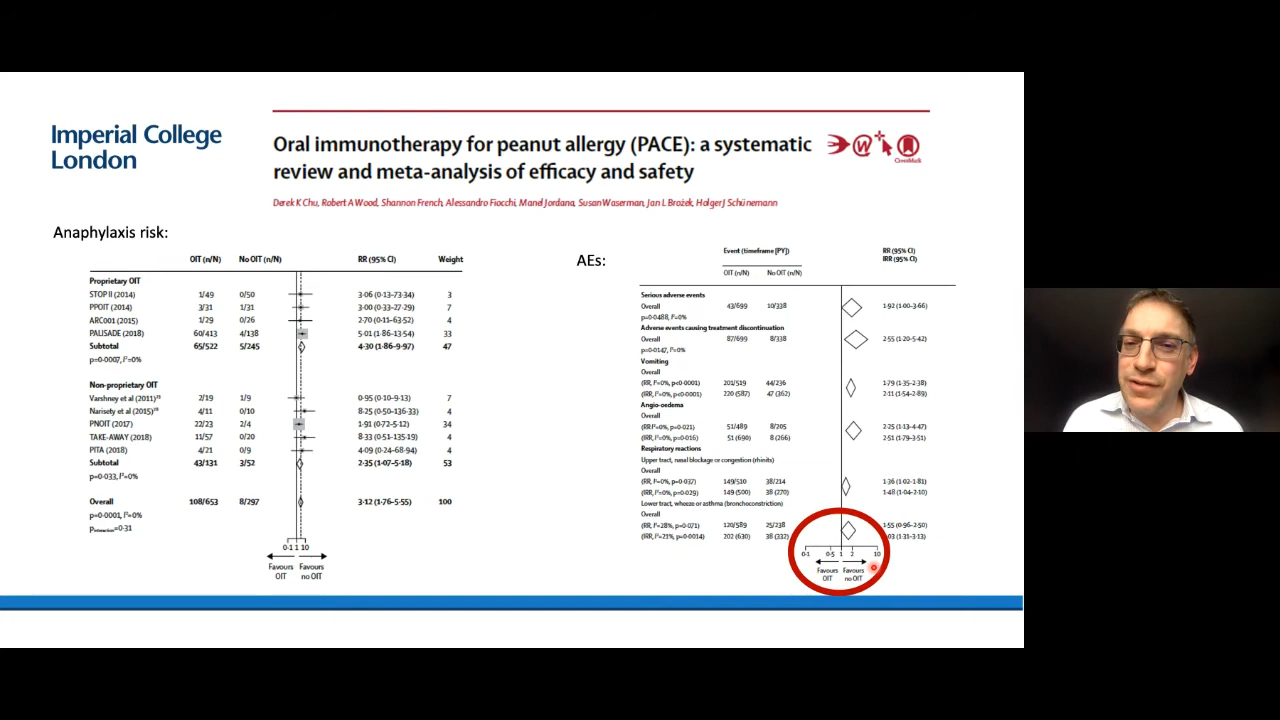 Imperial College
London
Oral immunotherapy for peanut allergy (PACE): a systematic
review and meta-analysis of efficacy and safety
CrossMark
Derek K Chu, Robert A Wood, Shannon French, Alessandro Fiocchi, Manel Jordana, Susan Waserman, Jan L Brożek, Holger J Schünemann
Anaphylaxis risk:
OIT (n/N) No OIT (n/N) RR (95% CI) Weight
Proprietary OIT
STOP II (2014) 1/49 0/50 3·06 (0·13–73·34) 3
PPOIT (2014) 3/31 1/31 3·00 (0·33–27·29) 7
ARC001 (2015) 1/29 0/26 2·70 (0·11–63·52) 4
PALISADE (2018) 60/413 4/138 5·01 (1·86–13·54) 33
Subtotal 65/522 5/245 4·30 (1·86–9·97) 47
p=0·0007, I²=0%
Non-proprietary OIT
Varshney et al (2011) 2/19 1/9 0·95 (0·10–9·13) 7
Narisety et al (2015) 4/11 0/10 8·25 (0·50–136·33) 4
PNOIT (2017) 22/23 2/4 1·91 (0·72–5·12) 34
TAKE-AWAY (2018) 11/57 0/20 8·33 (0·51–135·19) 4
PITA (2018) 4/21 0/9 4·09 (0·24–68·94) 4
Subtotal 43/131 3/52 2·35 (1·07–5·18) 53
p=0·033, I²=0%
Overall 108/653 8/297 3·12 (1·76–5·55) 100
p=0·0001, I²=0%
pinteraction=0·31
0·1 1 10
Favours OIT Favours no OIT
AEs:
Event (timeframe [PY]) RR (95% CI)
IRR (95% CI)
OIT (n/N) No OIT (n/N)
Serious adverse events
Overall 43/699 10/338 1·92 (1·00–3·66)
p=0·0488, I²=0%
Adverse events causing treatment discontinuation
Overall 87/699 8/338 2·55 (1·20–5·42)
p=0·0147, I²=0%
Vomiting
Overall
(RR, I²=0%, p<0·0001) 201/519 44/236 1·79 (1·35–2·38)
(IRR, I²=0%, p<0·0001) 220 (587) 47 (362) 2·11 (1·54–2·89)
Angio-oedema
Overall
(RR I²=0%, p=0·021) 51/489 8/205 2·25 (1·13–4·47)
(IRR, I²=0%, p=0·016) 51 (690) 8 (266) 2·51 (1·79–3·51)
Respiratory reactions
Upper tract, nasal blockage or congestion (rhinits)
Overall
(RR, I²=0%, p=0·037) 149/510 38/214 1·36 (1·02–1·81)
(IRR, I²=0%, p=0·029) 149 (500) 38 (270) 1·48 (1·04–2·10)
Lower tract, wheeze or asthma (bronchoconstriction)
Overall
(RR, I²=28%, p=0·071) 120/589 25/238 1·55 (0·96–2·50)
(IRR, I²=21%, p=0·0014) 202 (630) 38 (332) ·03 (1·31–3·13)
0·1 0·5 1 2 10
Favours OIT Favours no OIT